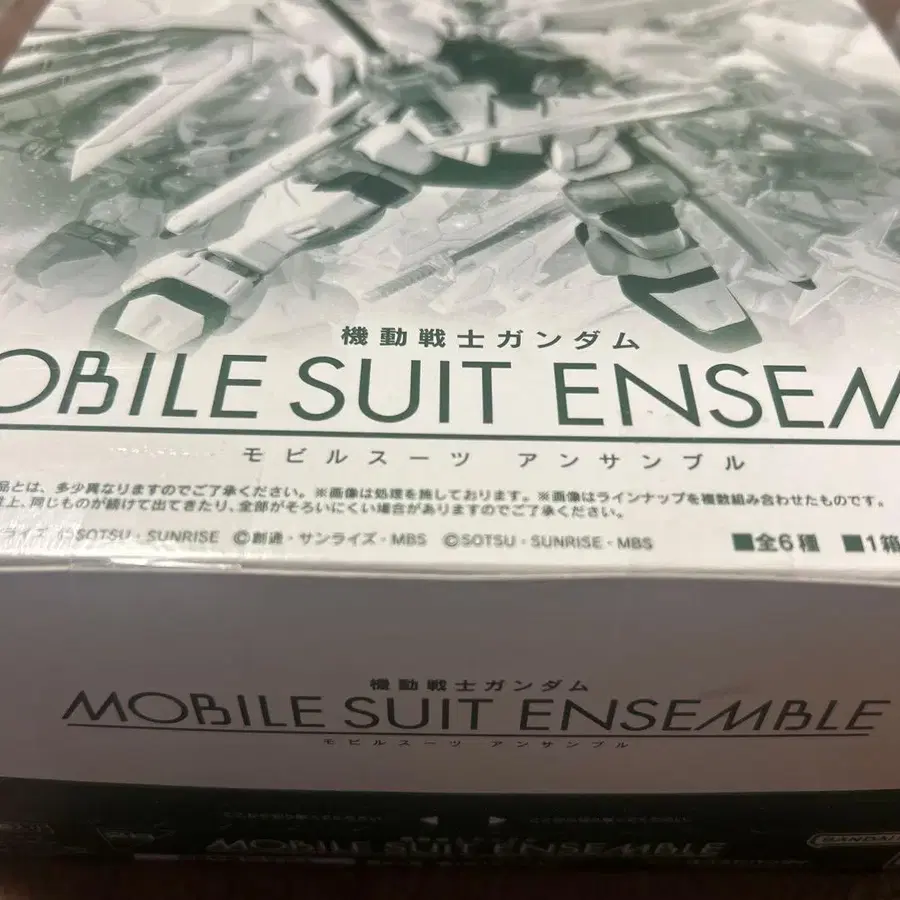 機動戦士ガンダム
OBILE SUIT ENSEM
モビルスーツ アンサンブル
品とは、多少異なりますのでご了承ください。※画像は処理を施しております。※画像はラインナップを複数組み合わせたものです。
性上、同じものが続けて出てきたり、全部がそろいにくい場合がありますのでご了承ください。
ンライズ ©SOTSU・SUNRISE ©創通・サンライズ・MBS ©SOTSU・SUNRISE・MBS
■全6種 ■1箱
機動戦士ガンダム
MOBILE SUIT ENSEMBLE
モビルスーツ アンサンブル
MOBILE SUIT ENSEMBLE
BANDAI